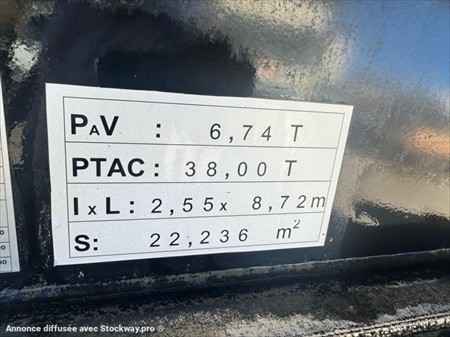 PAV : 6,74 T
PTAC: 38,00 T
IxL: 2,55x 8,72m
S: 22,236 m²
Annonce diffusée avec Stockway.pro ®